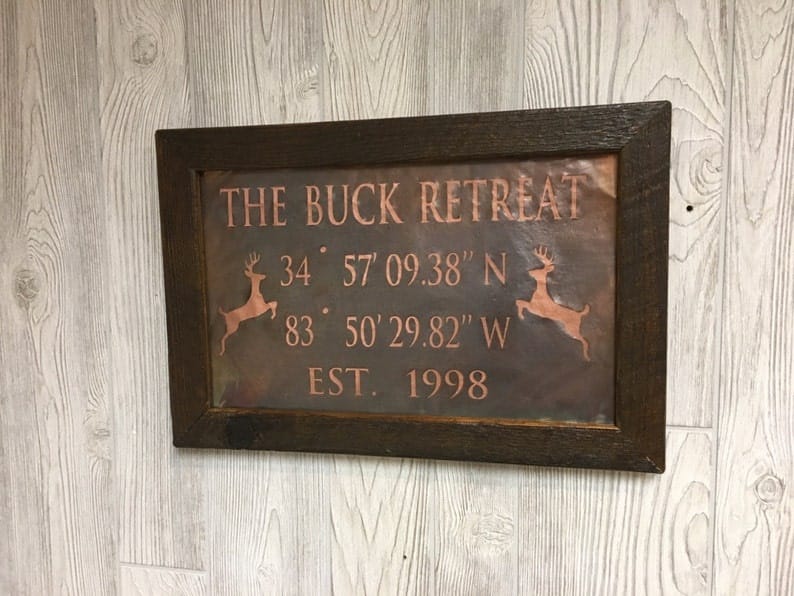 THE BUCK RETREAT
34° 57' 09.38" N
83° 50' 29.82" W
EST. 1998